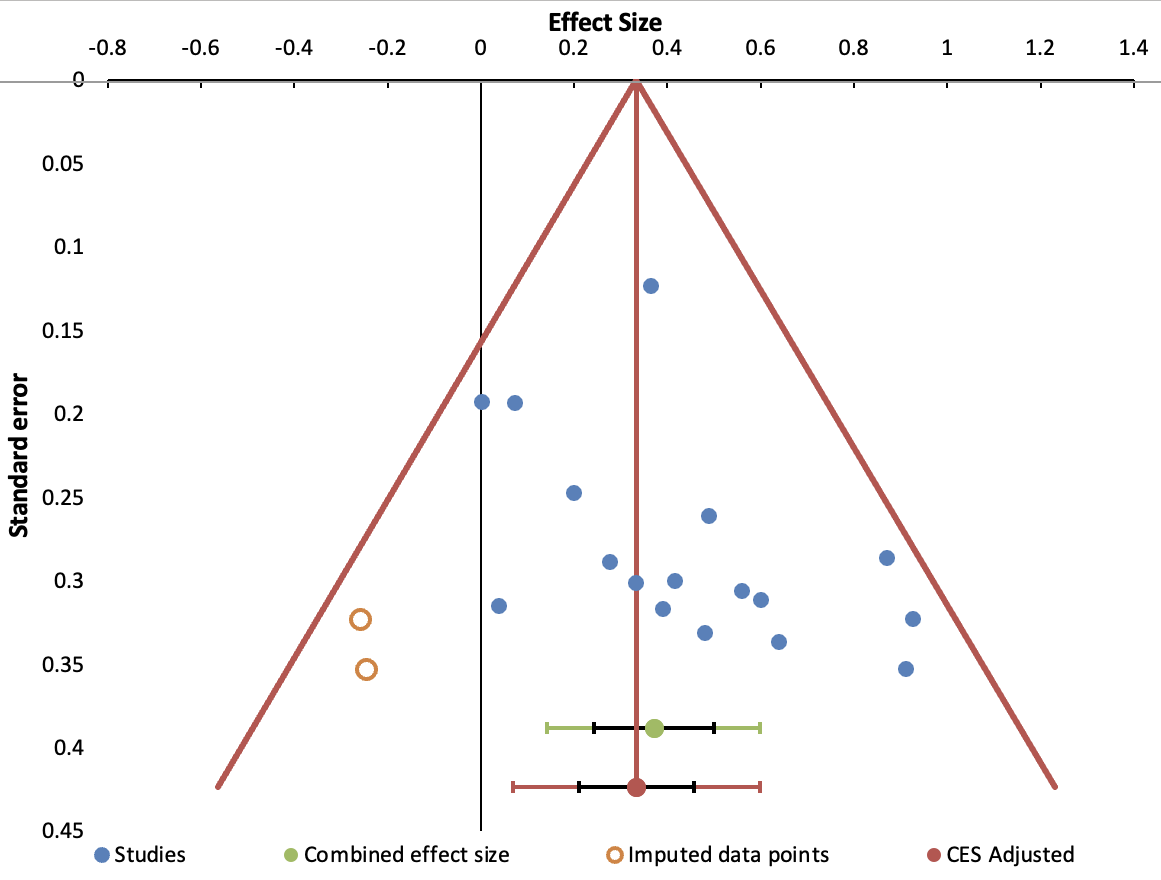 Effect Size
-0.8 -0.6 -0.4 -0.2 0 0.2 0.4 0.6 0.8 1 1.2 1.4
0
0.05
0.1
0.15
0.2
0.25
0.3
0.35
0.4
0.45
Standard error
Studies Combined effect size Imputed data points CES Adjusted